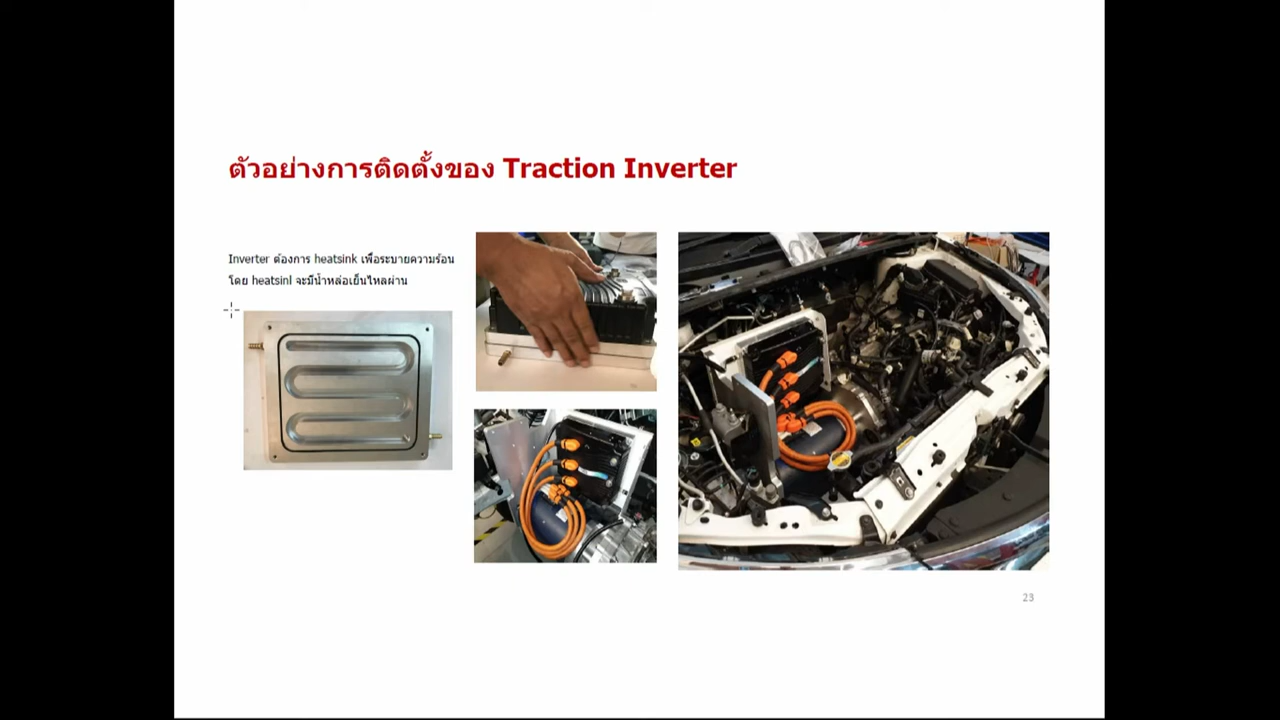 ตัวอย่างการติดตั้งของ Traction Inverter
Inverter ต้องการ heatsink เพื่อระบายความร้อน
โดย heatsinl จะมีน้ำหล่อเย็นไหลผ่าน
23